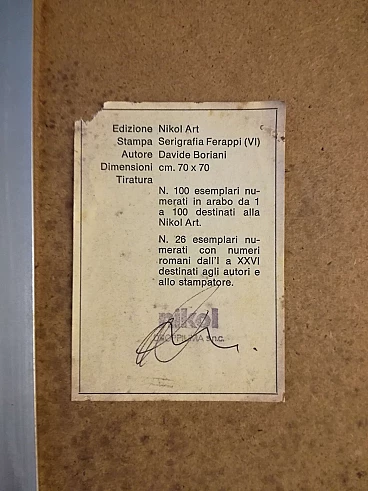 Edizione Nikol Art
Stampa Serigrafia Ferappi (VI)
Autore Davide Boriani
Dimensioni cm. 70 x 70
Tiratura
N. 100 esemplari nu-
merati in arabo da 1
a 100 destinati alla
Nikol Art.
N. 26 esemplari nu-
merati con numeri
romani dall'I a XXVI
destinati agli autori e
allo stampatore.
nikol
s.n.c.